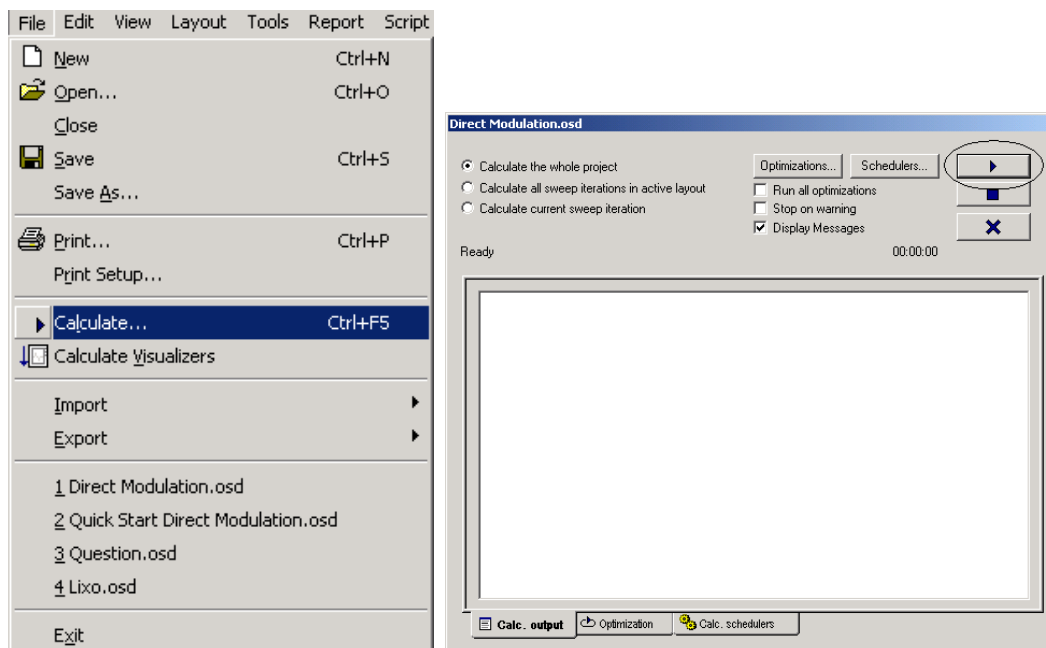 File Edit View Layout Tools Report Script
New Ctrl+N
Open... Ctrl+O
Close
Save Ctrl+S
Save As...
Print... Ctrl+P
Print Setup...
Calculate... Ctrl+F5
Calculate Visualizers
Import
Export
1 Direct Modulation.osd
2 Quick Start Direct Modulation.osd
3 Question.osd
4 Lixo.osd
Exit
Direct Modulation.osd
Calculate the whole project
Calculate all sweep iterations in active layout
Calculate current sweep iteration
Optimizations... Schedulers...
Run all optimizations
Stop on warning
Display Messages
Ready 00:00:00
Calc. output Optimization Calc. schedulers